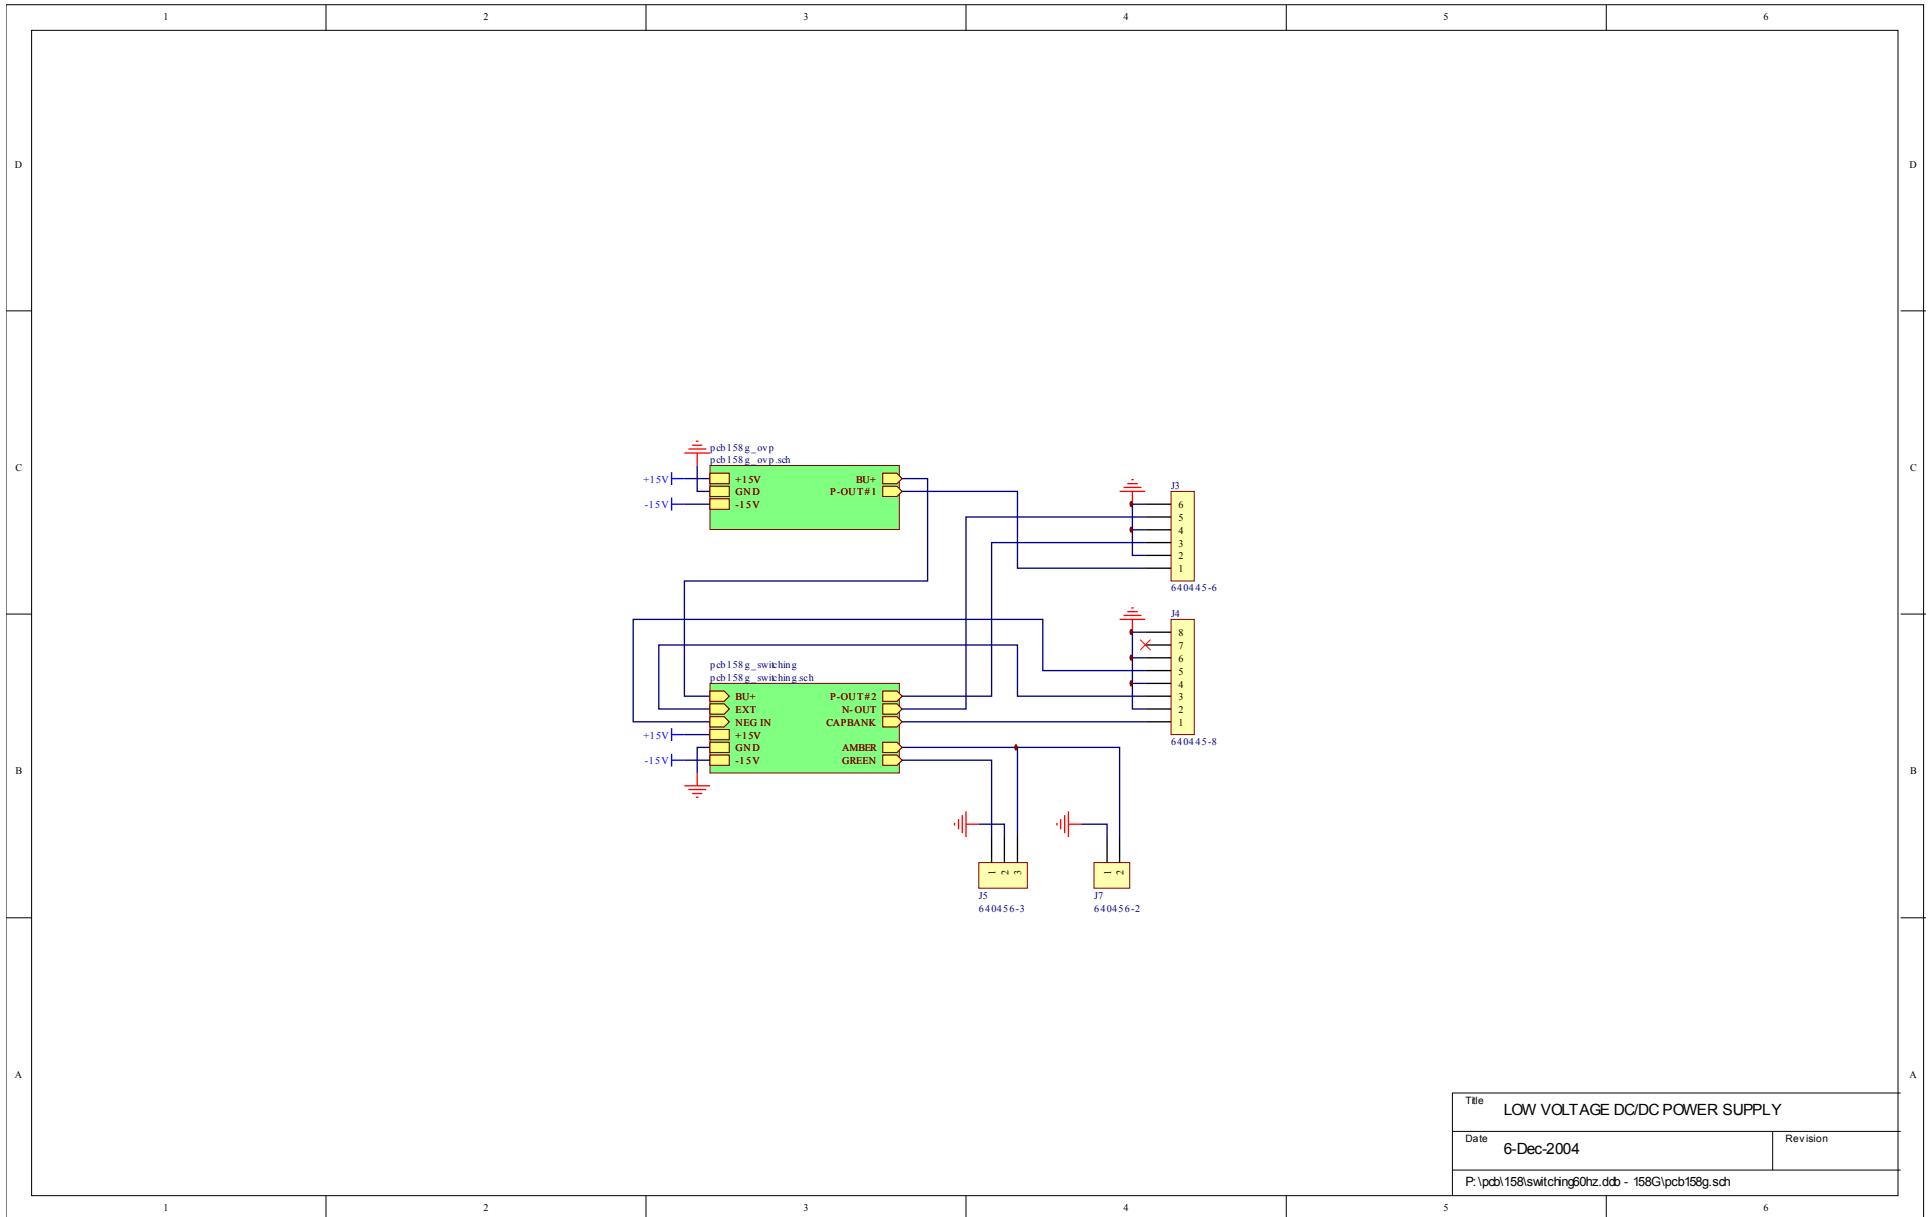 1 2 3 4 5 6
D D
C C
B B
A A
pcb158g_ovp
pcb158g_ovp.sch
+15V +15V BU+
GND P-OUT#1
-15V -15V
J3
6
5
4
3
2
1
640445-6
J4
8
7
6
5
4
3
2
1
640445-8
pcb158g_switching
pcb158g_switching.sch
BU+ P-OUT#2
EXT N-OUT
NEG IN CAPBANK
+15V +15V
GND AMBER
-15V -15V GREEN
1 2 3
J5
640456-3
1 2
J7
640456-2
Title LOW VOLTAGE DC/DC POWER SUPPLY
Date 6-Dec-2004 Revision
P:\pcb\158\switching60hz.ddb - 158G\pcb158g.sch
1 2 3 4 5 6